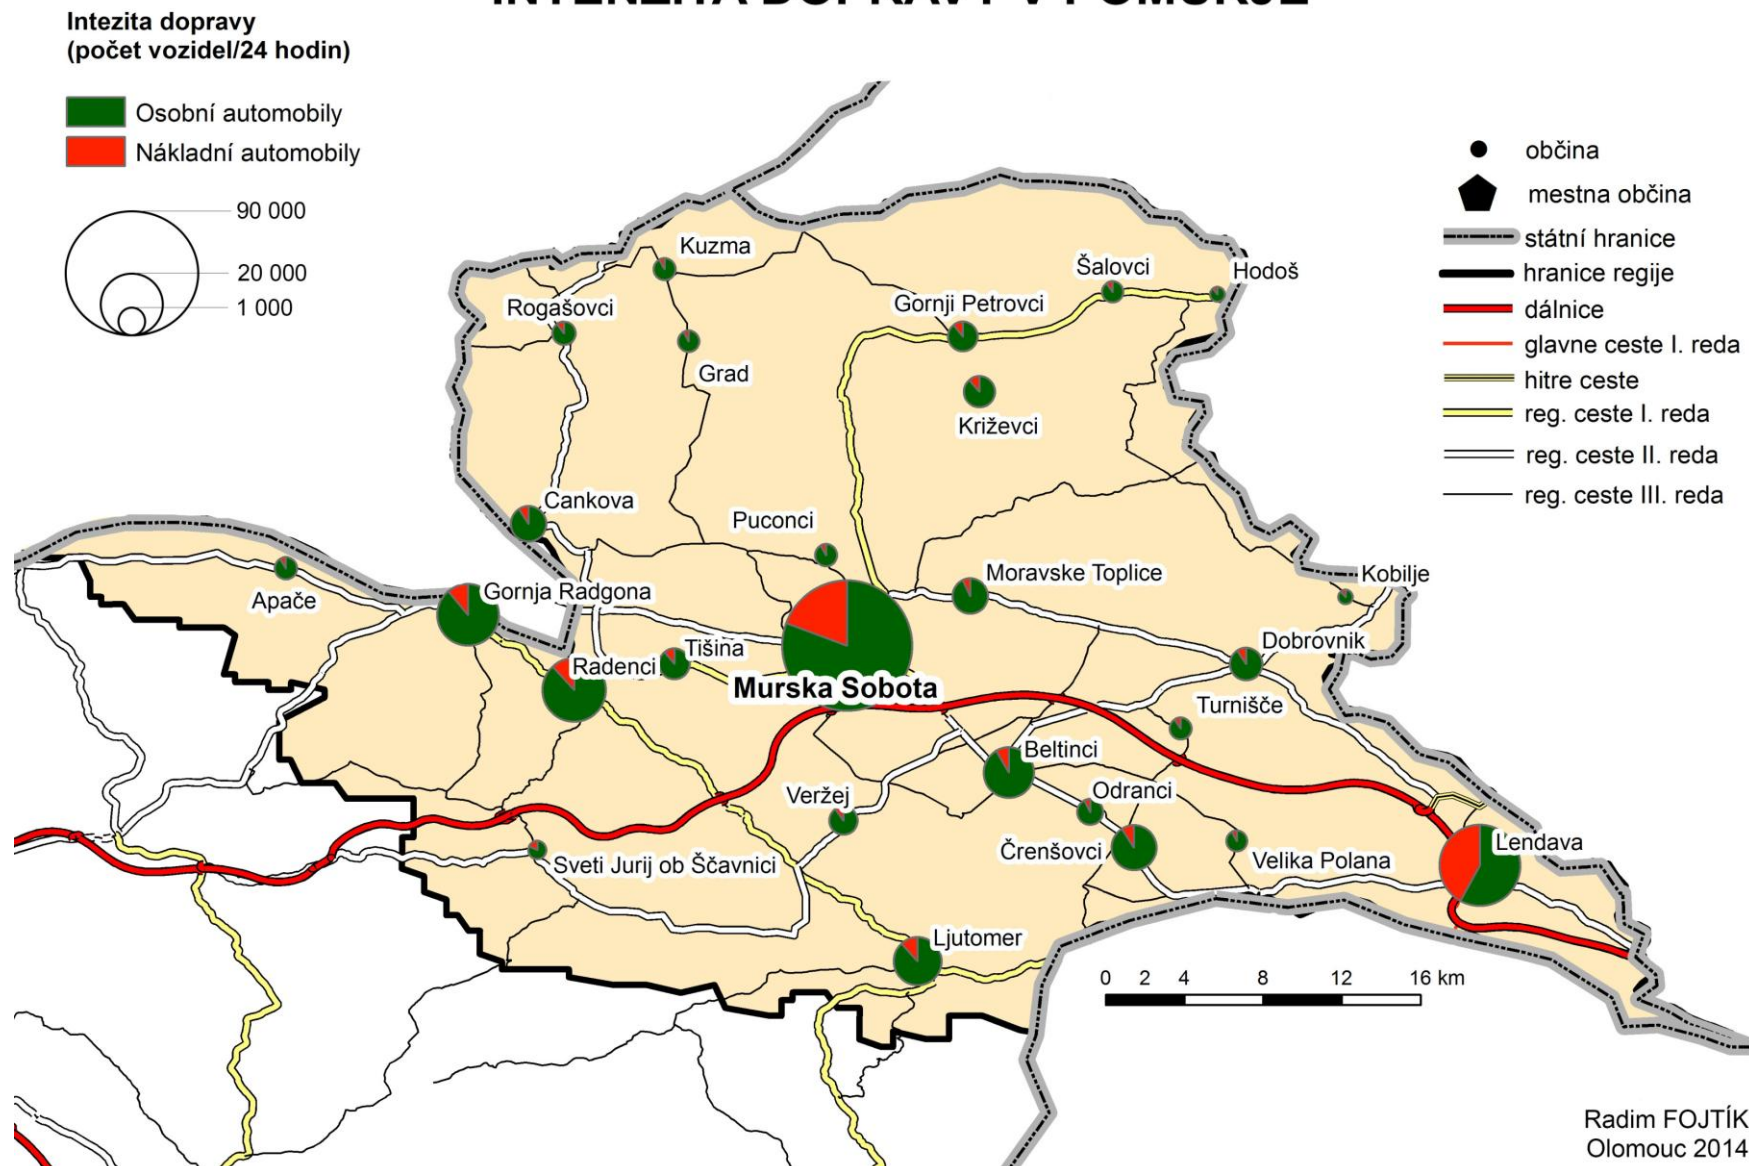 Intezita dopravy
(počet vozidel/24 hodin)
Osobní automobily
Nákladní automobily
90 000
20 000
1 000
občina
mestna občina
státní hranice
hranice regije
dálnice
glavne ceste I. reda
hitre ceste
reg. ceste I. reda
reg. ceste II. reda
reg. ceste III. reda
Kuzma
Šalovci
Hodoš
Rogašovci
Gornji Petrovci
Grad
Križevci
Cankova
Puconci
Moravske Toplice
Kobilje
Apače
Gornja Radgona
Tišina
Radenci
Dobrovnik
Murska Sobota
Turnišče
Beltinci
Veržej
Odranci
Črenšovci
Lendava
Sveti Jurij ob Ščavnici
Velika Polana
Ljutomer
0 2 4 8 12 16 km
Radim FOJTÍK
Olomouc 2014